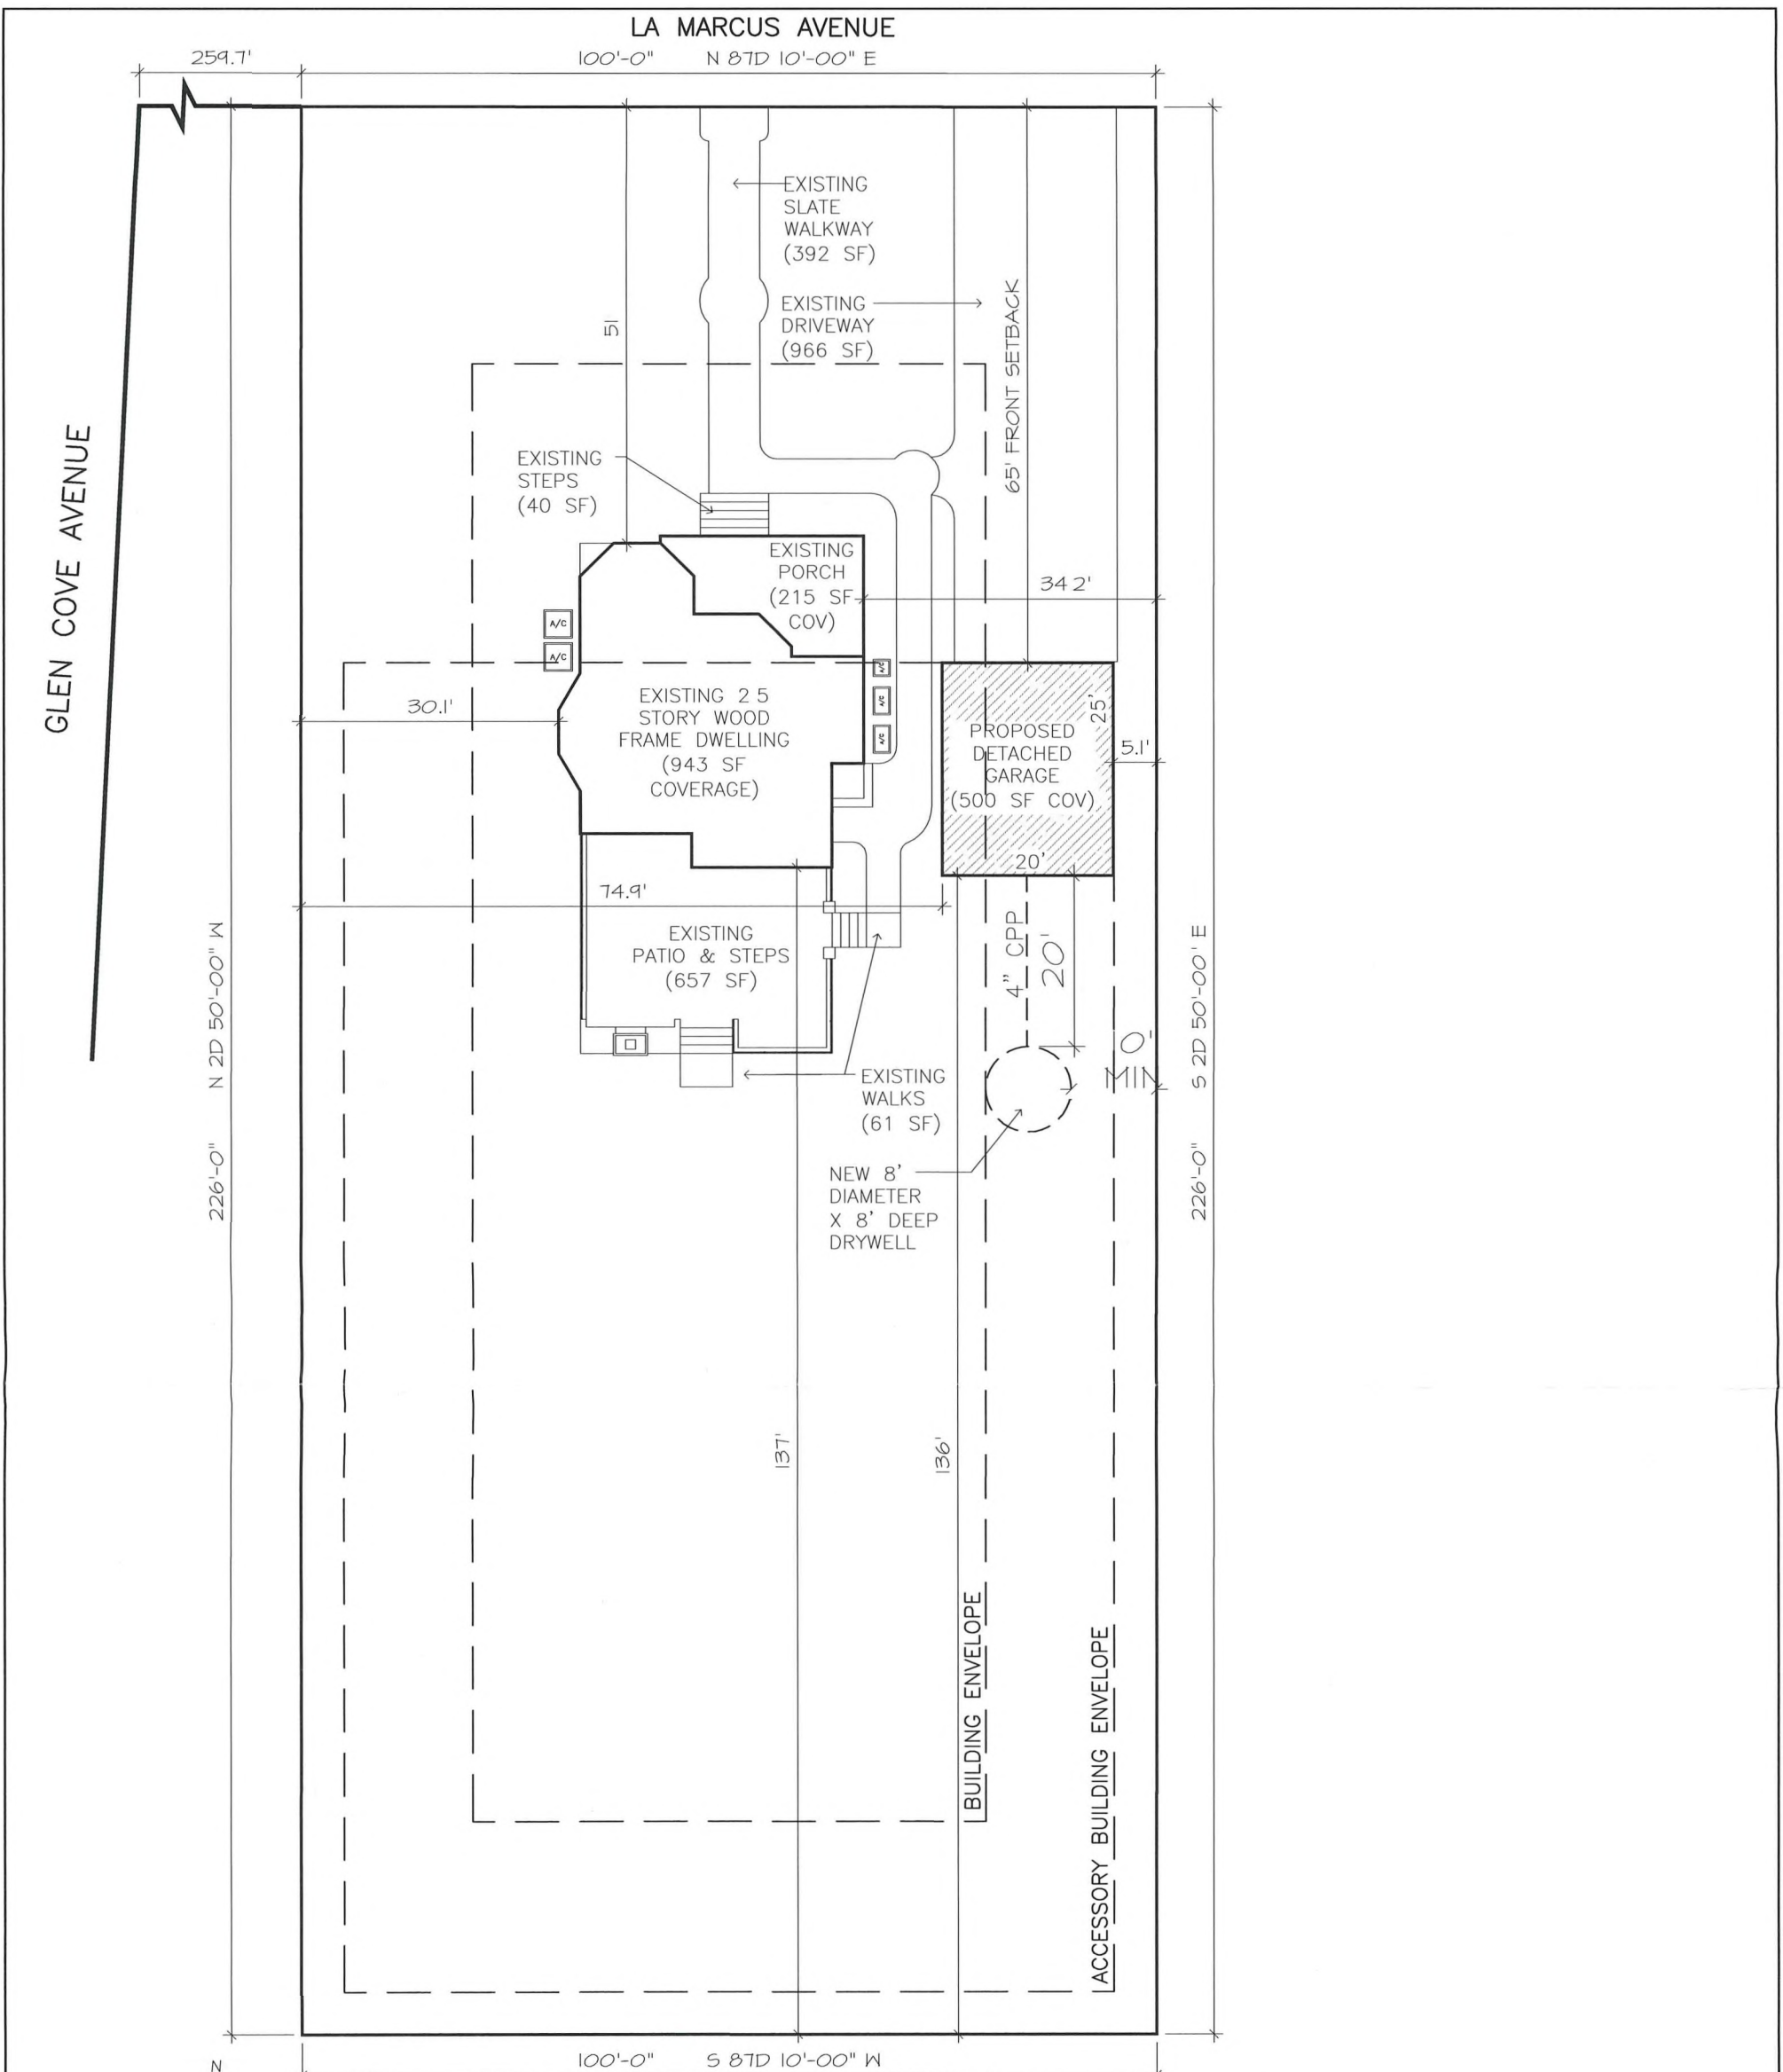 LA MARCUS AVENUE
259.7' 100'-0" N 87D 10'-00" E
EXISTING
SLATE
WALKWAY
(392 SF)
EXISTING
DRIVEWAY
(966 SF)
51
65' FRONT SETBACK
GLEN COVE AVENUE
EXISTING
STEPS
(40 SF)
EXISTING
PORCH
(215 SF
COV)
34 2'
A/C
A/C
A/C
A/C
A/C
30.1'
EXISTING 2 5
STORY WOOD
FRAME DWELLING
(943 SF
COVERAGE)
PROPOSED
DETACHED
GARAGE
(500 SF COV)
25'
5.1'
20'
74.9'
EXISTING
PATIO & STEPS
(657 SF)
4" CPP
20'
0'
MIN
N 2D 50'-00" W
226'-0"
S 2D 50'-00' E
226'-0"
EXISTING
WALKS
(61 SF)
NEW 8'
DIAMETER
X 8' DEEP
DRYWELL
137'
136'
BUILDING ENVELOPE
ACCESSORY BUILDING ENVELOPE
100'-0" S 87D 10'-00" W
N